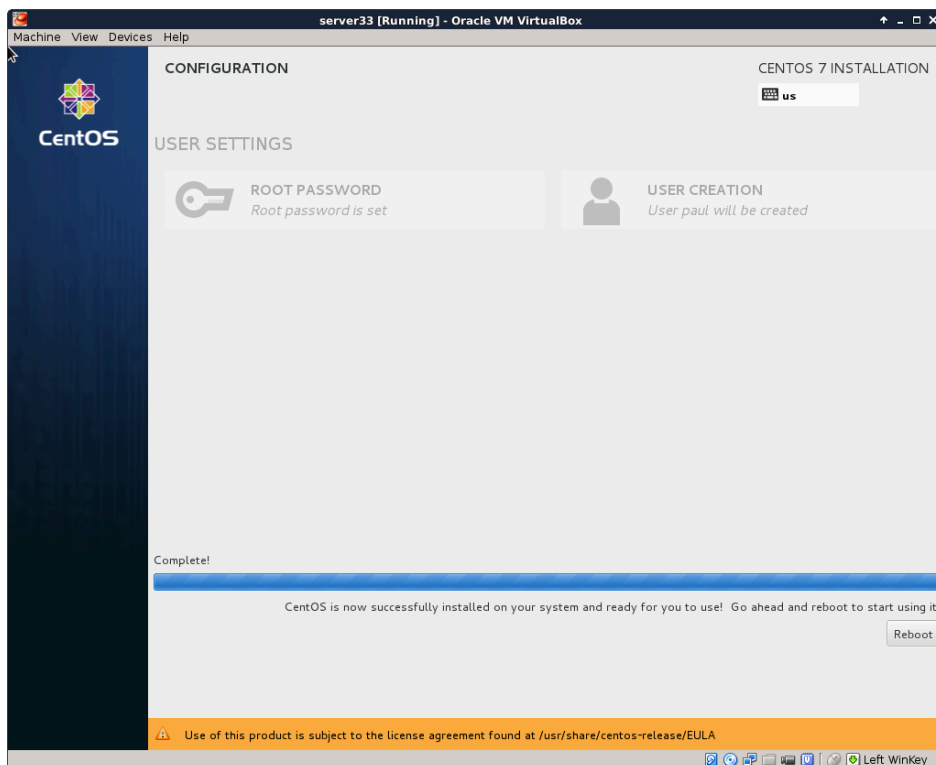 server33 [Running] - Oracle VM VirtualBox
Machine View Devices Help
CONFIGURATION
CENTOS 7 INSTALLATION
us
CentOS
USER SETTINGS
ROOT PASSWORD
Root password is set
USER CREATION
User paul will be created
Complete!
CentOS is now successfully installed on your system and ready for you to use! Go ahead and reboot to start using it
Reboot
Use of this product is subject to the license agreement found at /usr/share/centos-release/EULA
Left WinKey